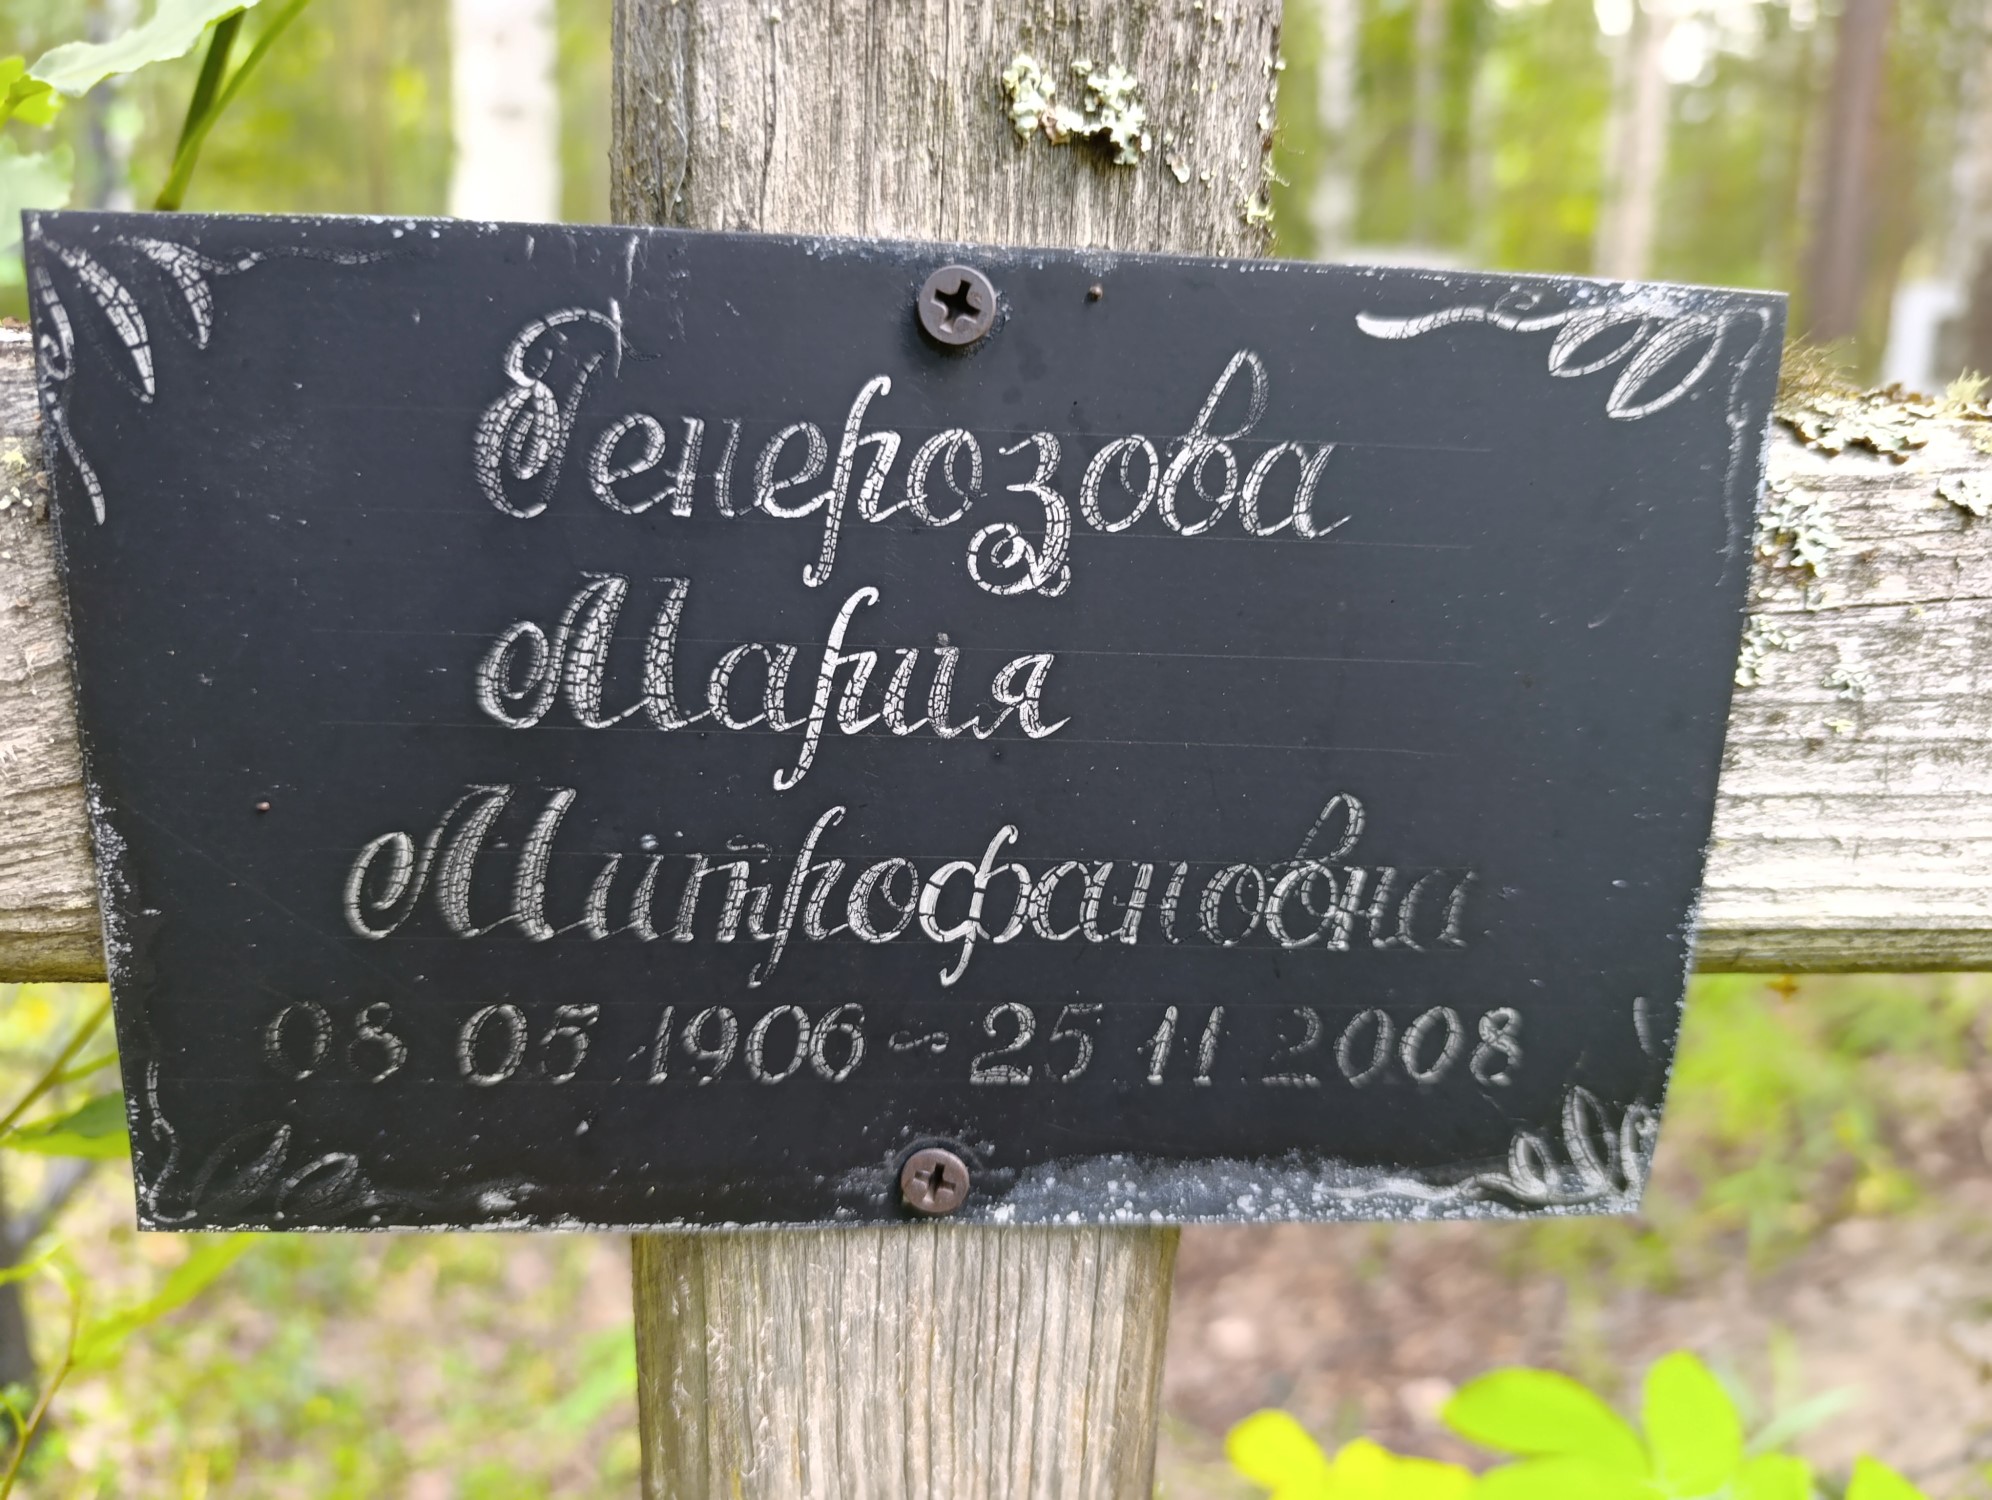 Генерозова
Мария
Митрофановна
08 05 1906 ~ 25 11 2008